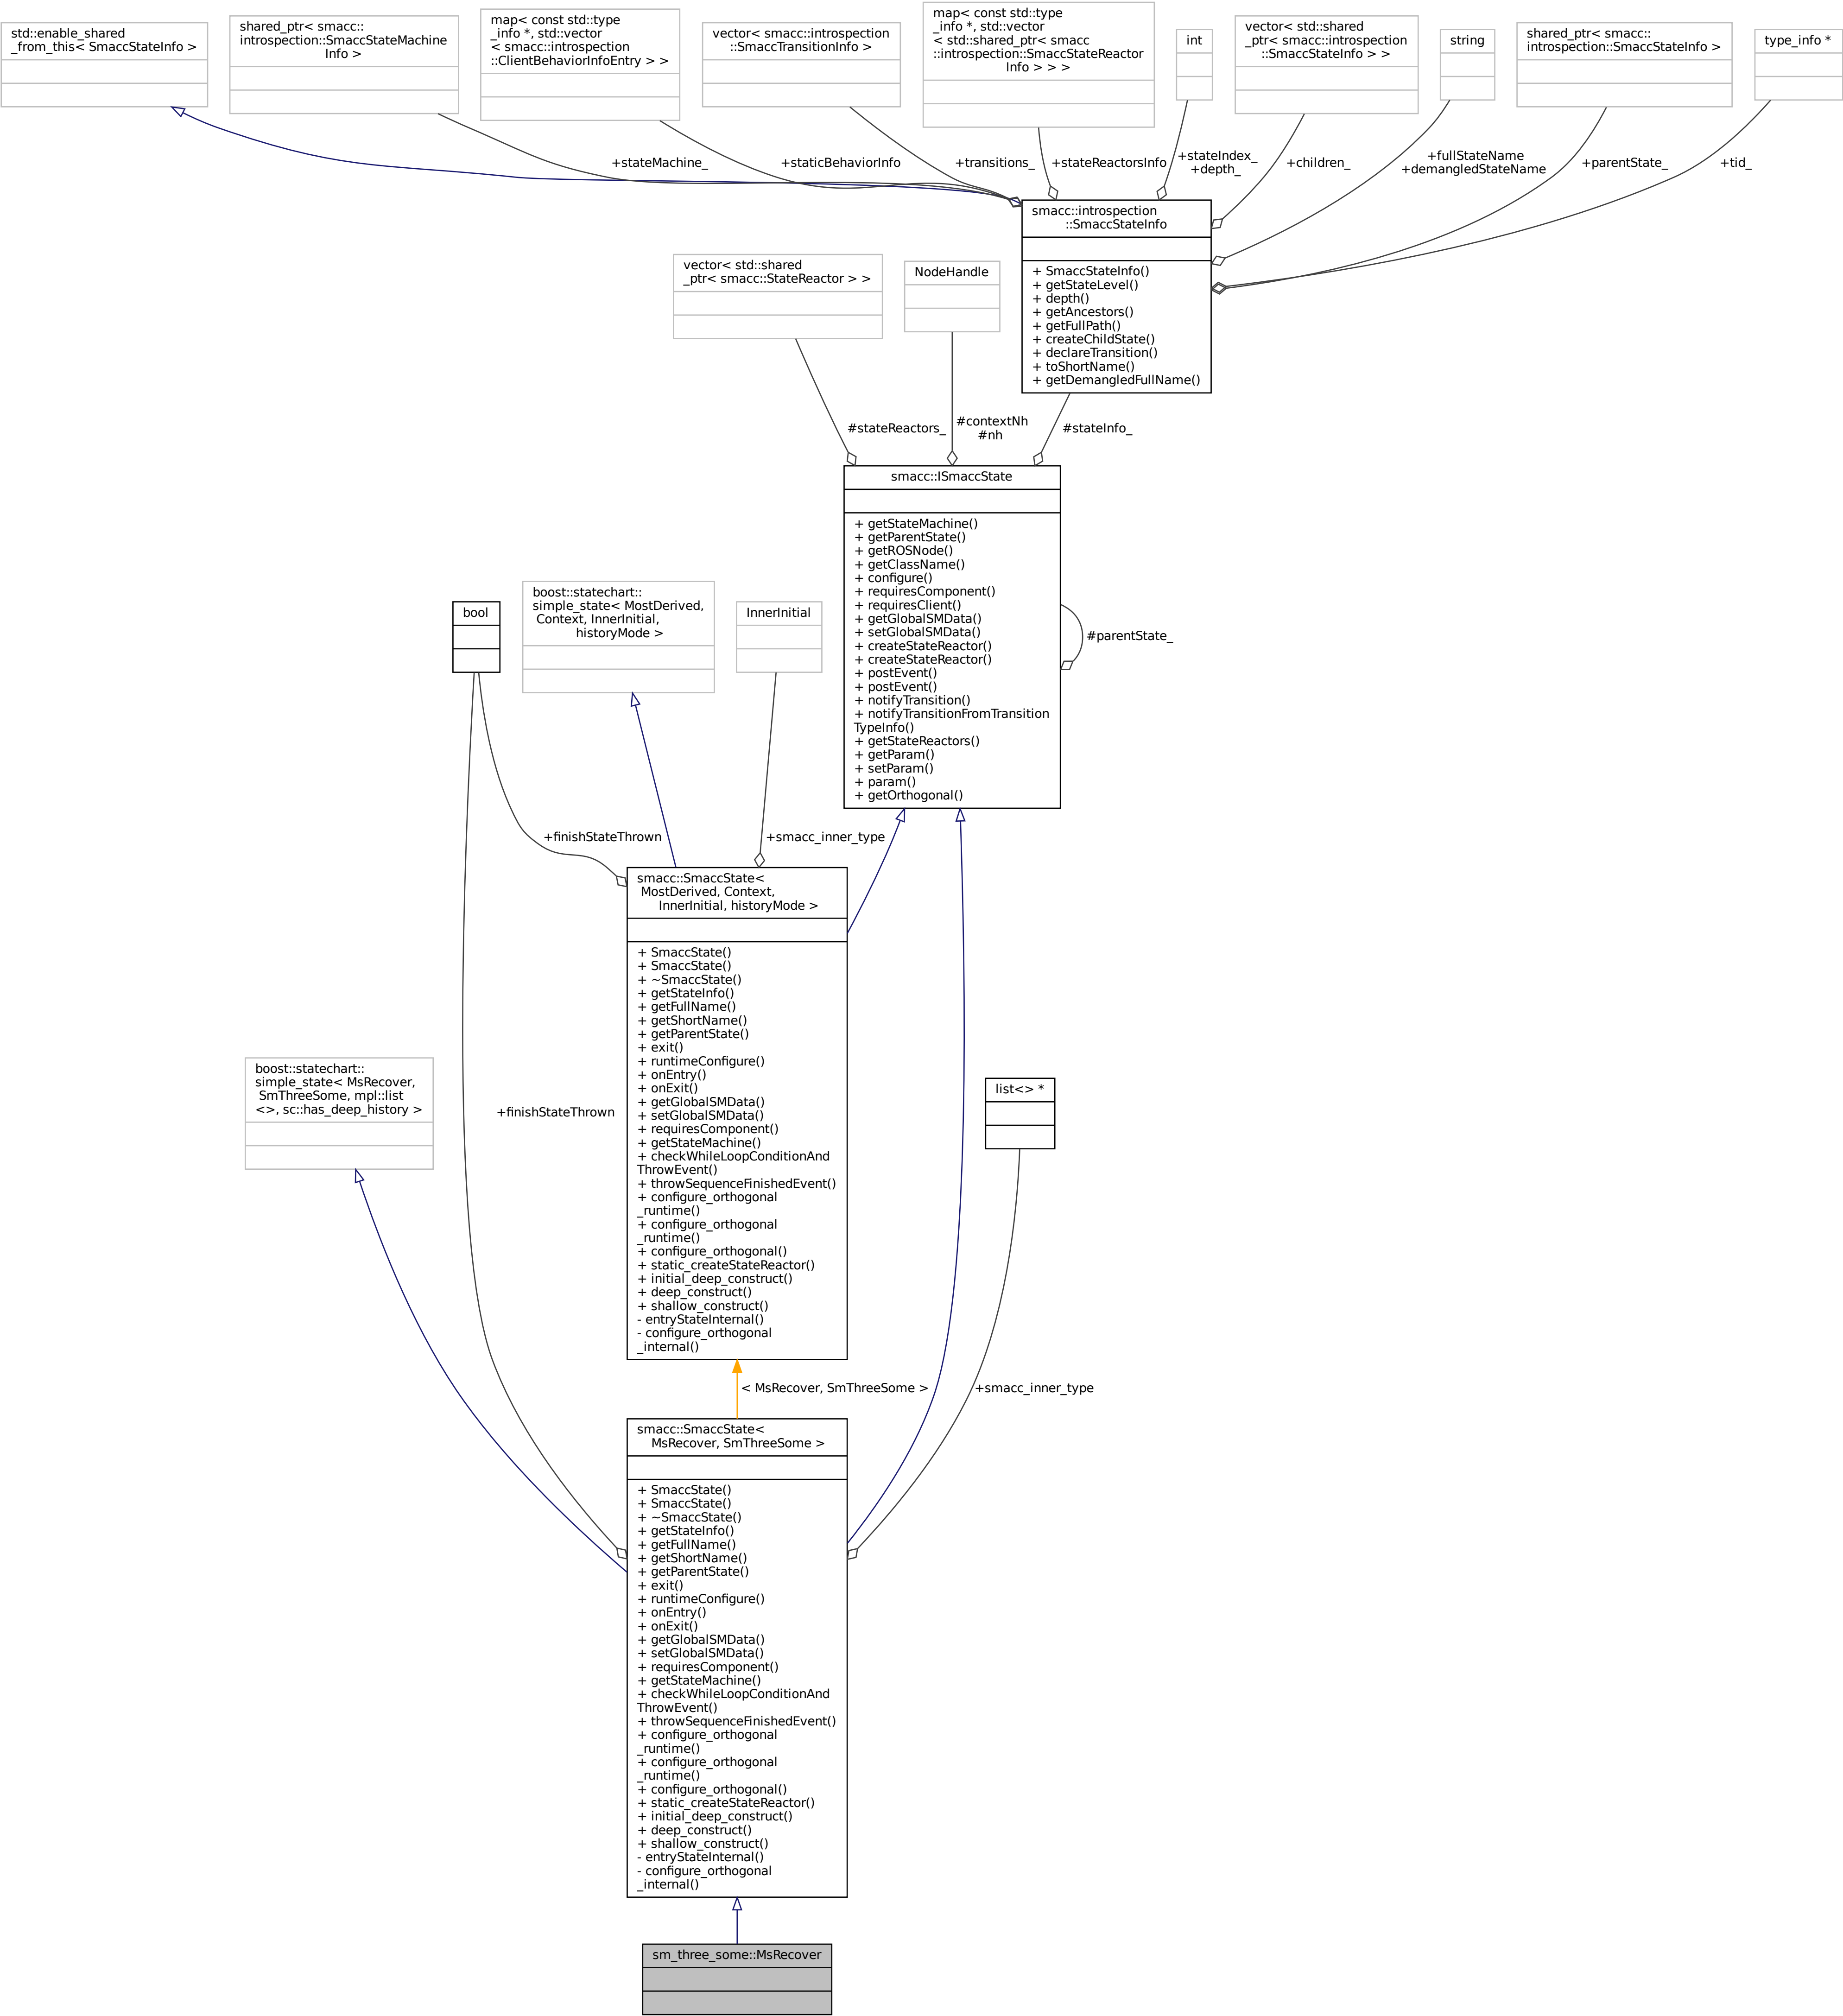 std::enable_shared
_from_this< SmaccStateInfo >
shared_ptr< smacc::
introspection::SmaccStateMachine
Info >
map< const std::type
_info *, std::vector
< smacc::introspection
::ClientBehaviorInfoEntry > >
vector< smacc::introspection
::SmaccTransitionInfo >
map< const std::type
_info *, std::vector
< std::shared_ptr< smacc
::introspection::SmaccStateReactor
Info > > >
int
vector< std::shared
_ptr< smacc::introspection
::SmaccStateInfo > >
string
shared_ptr< smacc::
introspection::SmaccStateInfo >
type_info *
+stateMachine_
+staticBehaviorInfo
+transitions_
+stateReactorsInfo
+stateIndex_
+depth_
+children_
+fullStateName
+demangledStateName
+parentState_
+tid_
smacc::introspection
::SmaccStateInfo
+ SmaccStateInfo()
+ getStateLevel()
+ depth()
+ getAncestors()
+ getFullPath()
+ createChildState()
+ declareTransition()
+ toShortName()
+ getDemangledFullName()
vector< std::shared
_ptr< smacc::StateReactor > >
NodeHandle
#stateReactors_
#contextNh
#nh
#stateInfo_
smacc::ISmaccState
+ getStateMachine()
+ getParentState()
+ getROSNode()
+ getClassName()
+ configure()
+ requiresComponent()
+ requiresClient()
+ getGlobalSMData()
+ setGlobalSMData()
+ createStateReactor()
+ createStateReactor()
+ postEvent()
+ postEvent()
+ notifyTransition()
+ notifyTransitionFromTransition
TypeInfo()
+ getStateReactors()
+ getParam()
+ setParam()
+ param()
+ getOrthogonal()
#parentState_
bool
boost::statechart::
simple_state< MostDerived,
Context, InnerInitial,
historyMode >
InnerInitial
+finishStateThrown
+smacc_inner_type
smacc::SmaccState<
MostDerived, Context,
InnerInitial, historyMode >
+ SmaccState()
+ SmaccState()
+ ~SmaccState()
+ getStateInfo()
+ getFullName()
+ getShortName()
+ getParentState()
+ exit()
+ runtimeConfigure()
+ onEntry()
+ onExit()
+ getGlobalSMData()
+ setGlobalSMData()
+ requiresComponent()
+ getStateMachine()
+ checkWhileLoopConditionAnd
ThrowEvent()
+ throwSequenceFinishedEvent()
+ configure_orthogonal
_runtime()
+ configure_orthogonal
_runtime()
+ configure_orthogonal()
+ static_createStateReactor()
+ initial_deep_construct()
+ deep_construct()
+ shallow_construct()
- entryStateInternal()
- configure_orthogonal
_internal()
boost::statechart::
simple_state< MsRecover,
SmThreeSome, mpl::list
<>, sc::has_deep_history >
+finishStateThrown
list<> *
< MsRecover, SmThreeSome >
+smacc_inner_type
smacc::SmaccState<
MsRecover, SmThreeSome >
+ SmaccState()
+ SmaccState()
+ ~SmaccState()
+ getStateInfo()
+ getFullName()
+ getShortName()
+ getParentState()
+ exit()
+ runtimeConfigure()
+ onEntry()
+ onExit()
+ getGlobalSMData()
+ setGlobalSMData()
+ requiresComponent()
+ getStateMachine()
+ checkWhileLoopConditionAnd
ThrowEvent()
+ throwSequenceFinishedEvent()
+ configure_orthogonal
_runtime()
+ configure_orthogonal
_runtime()
+ configure_orthogonal()
+ static_createStateReactor()
+ initial_deep_construct()
+ deep_construct()
+ shallow_construct()
- entryStateInternal()
- configure_orthogonal
_internal()
sm_three_some::MsRecover